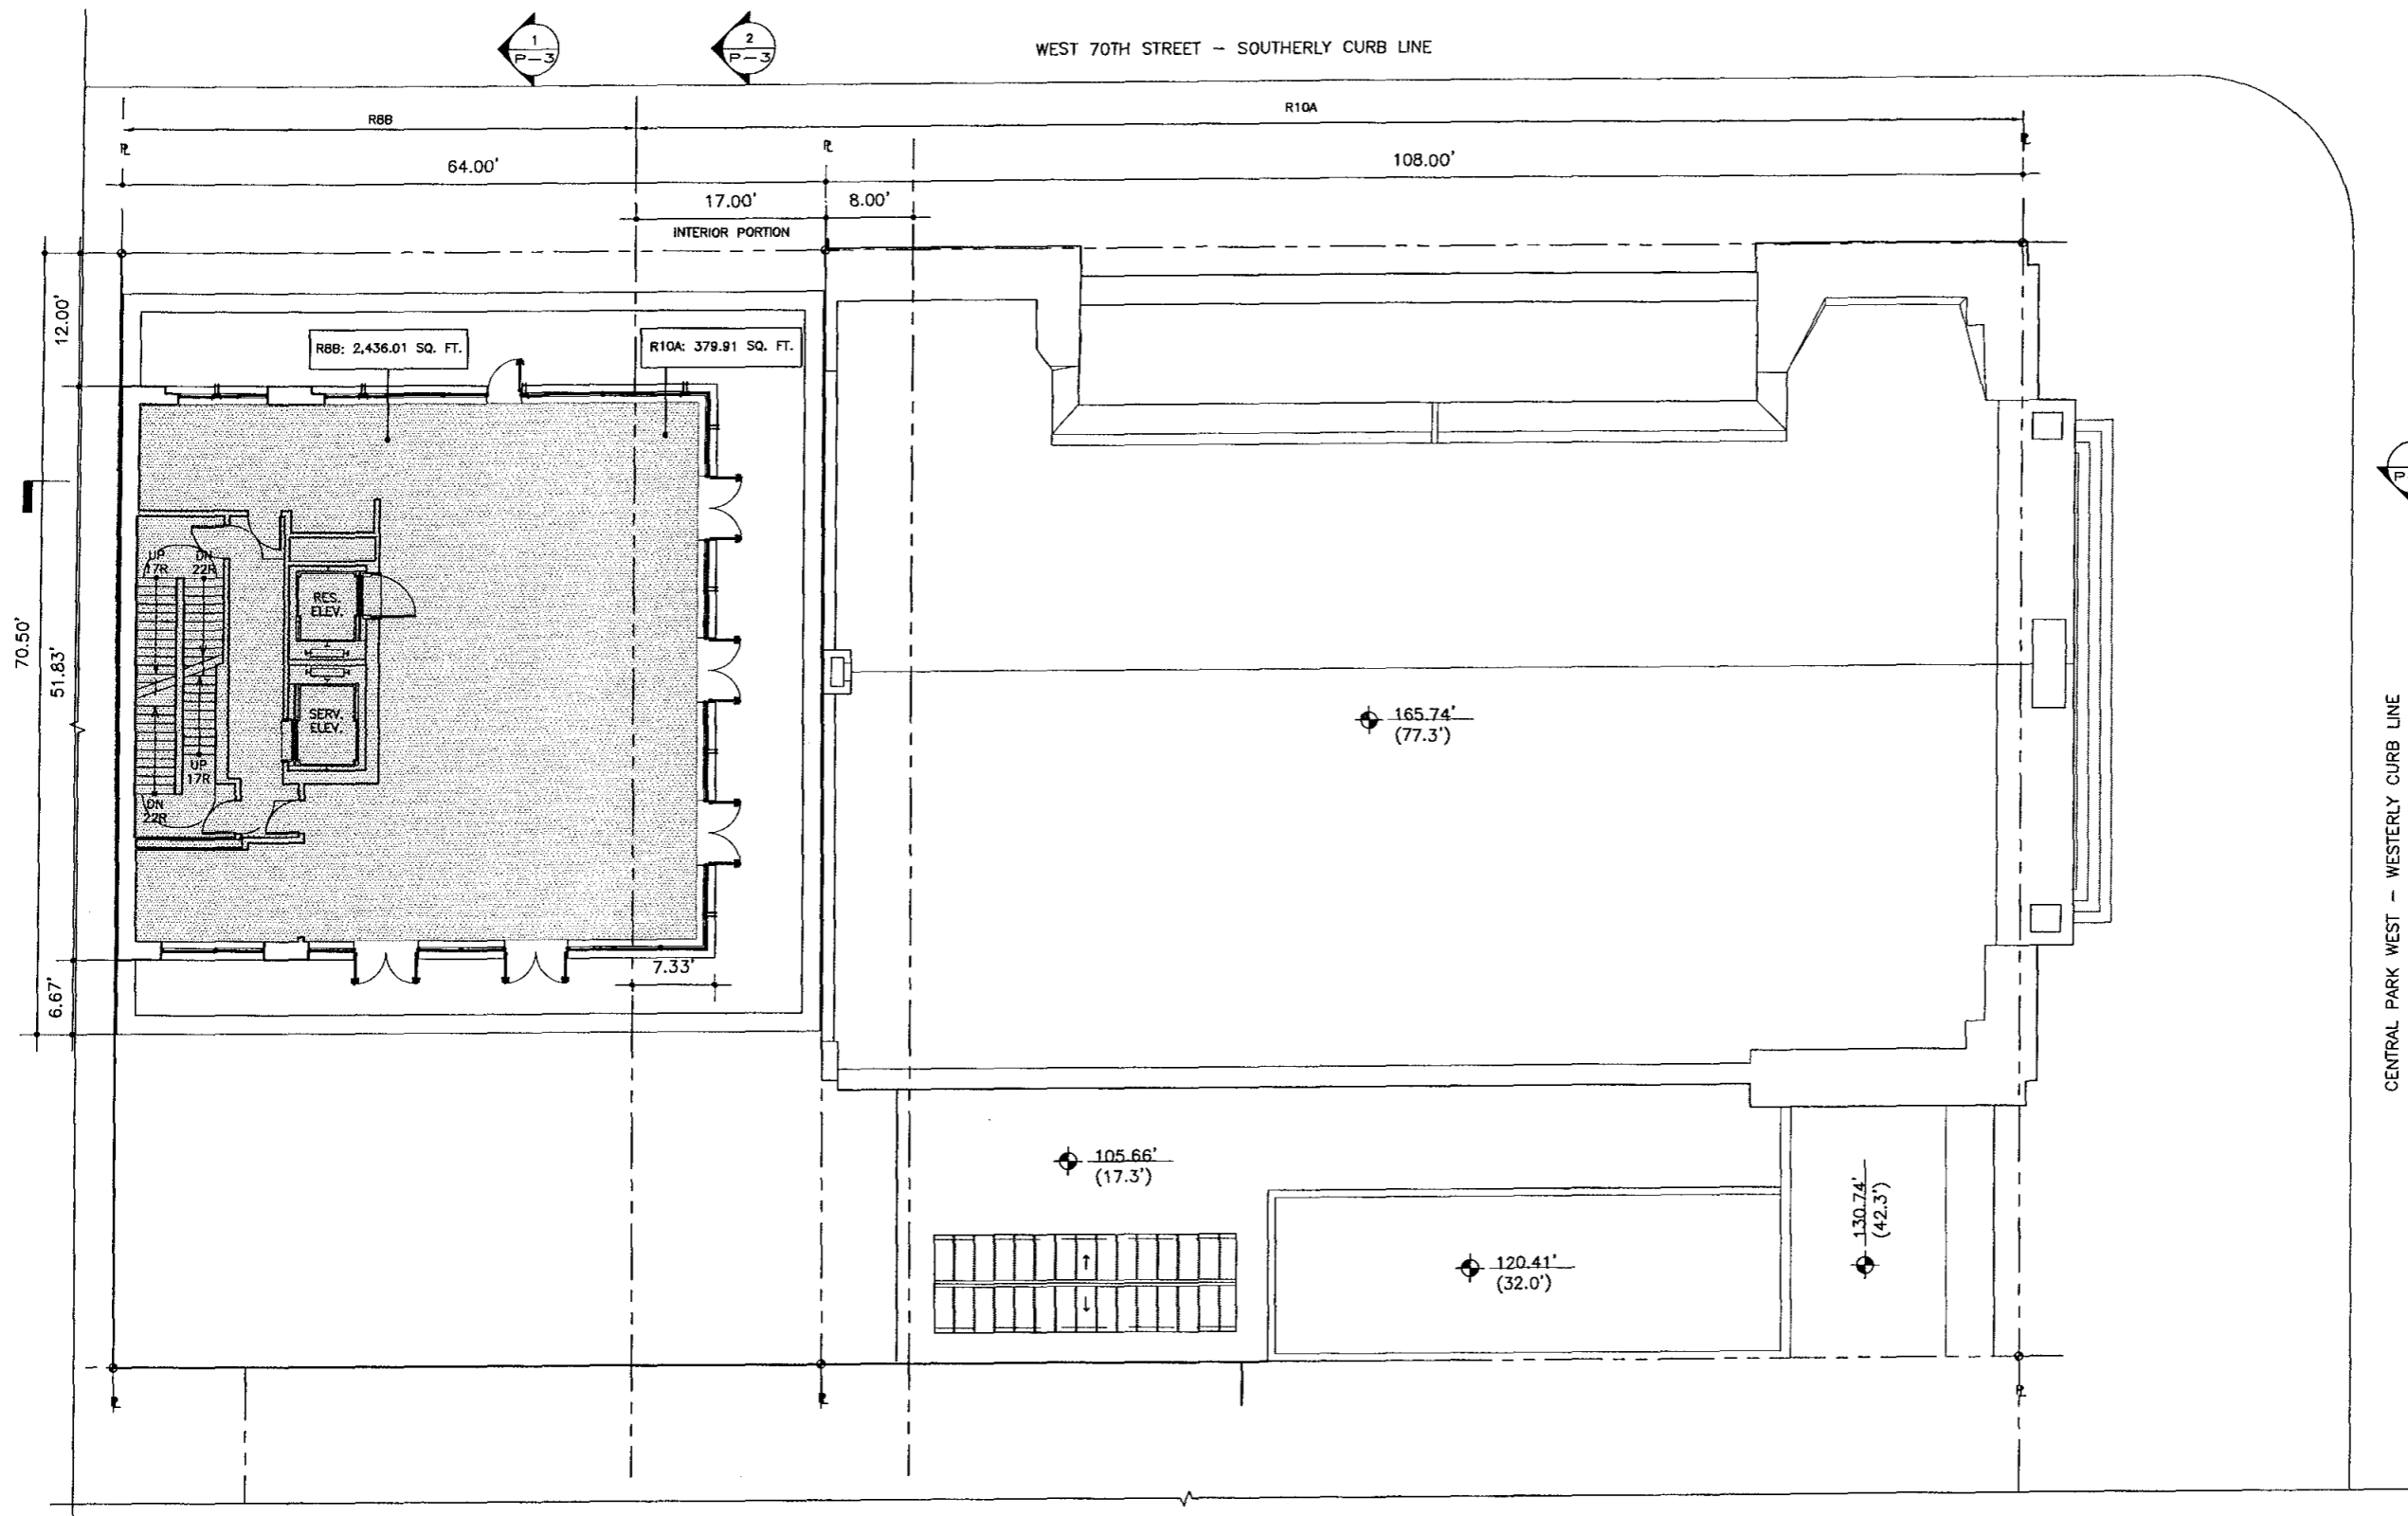 1
P-3
2
P-3
WEST 70TH STREET - SOUTHERLY CURB LINE
R8B
R10A
64.00'
108.00'
17.00'
8.00'
INTERIOR PORTION
12.00'
R8B: 2,436.01 SQ. FT.
R10A: 379.91 SQ. FT.
UP
17R
DN
22R
RES.
ELEV.
70.50'
51.83'
SERV.
ELEV.
UP
17R
DN
22R
165.74'
(77.3')
CENTRAL PARK WEST - WESTERLY CURB LINE
7.33'
6.67'
105.66'
(17.3')
130.74'
(42.3')
120.41'
(32.0')